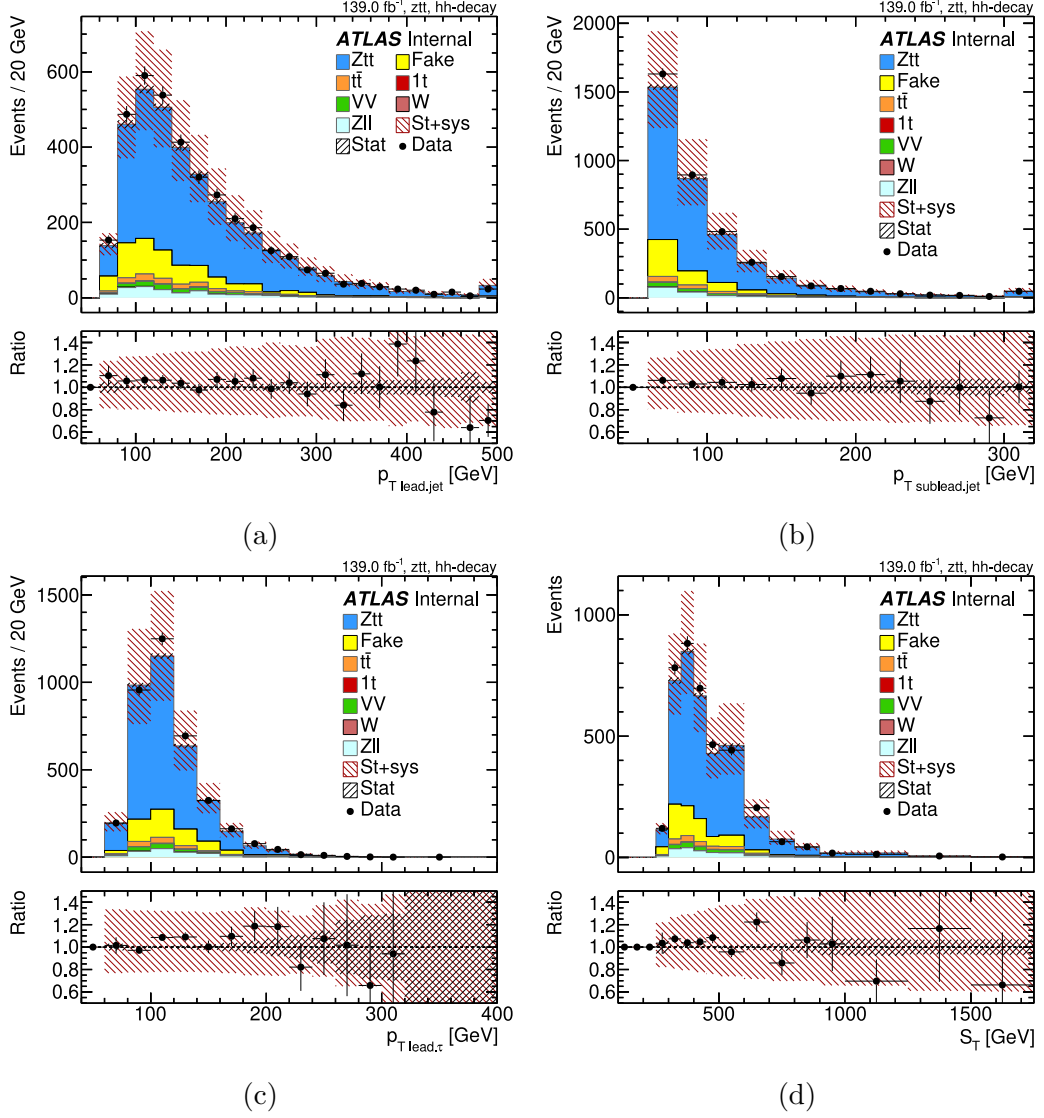 139.0 fb⁻¹, ztt, hh-decay
Events / 20 GeV
600
400
200
0
ATLAS Internal
Ztt Fake
tt̄ 1t
VV W
Zll St+sys
Stat Data
Ratio
1.4
1.2
1.0
0.8
0.6
100 200 300 400 500
p_T lead.jet [GeV]
(a)
139.0 fb⁻¹, ztt, hh-decay
Events / 20 GeV
2000
1500
1000
500
0
ATLAS Internal
Ztt
Fake
tt̄
1t
VV
W
Zll
St+sys
Stat
Data
Ratio
1.4
1.2
1.0
0.8
0.6
100 200 300
p_T sublead.jet [GeV]
(b)
139.0 fb⁻¹, ztt, hh-decay
Events / 20 GeV
1500
1000
500
0
ATLAS Internal
Ztt
Fake
tt̄
1t
VV
W
Zll
St+sys
Stat
Data
Ratio
1.4
1.2
1.0
0.8
0.6
100 200 300 400
p_T lead.τ [GeV]
(c)
139.0 fb⁻¹, ztt, hh-decay
Events
1000
500
0
ATLAS Internal
Ztt
Fake
tt̄
1t
VV
W
Zll
St+sys
Stat
Data
Ratio
1.4
1.2
1.0
0.8
0.6
500 1000 1500
S_T [GeV]
(d)